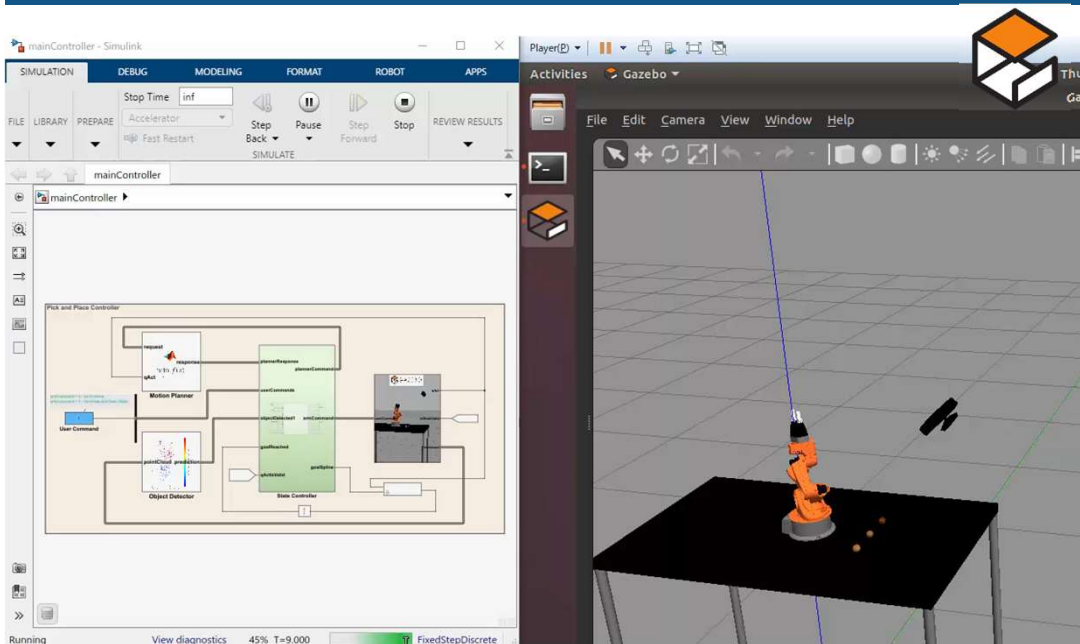 mainController - Simulink
SIMULATION DEBUG MODELING FORMAT ROBOT APPS
FILE LIBRARY PREPARE
Stop Time inf
Accelerator
Fast Restart
Step Back
Pause
Step Forward
Stop
REVIEW RESULTS
SIMULATE
mainController
mainController
Pick and Place Controller
request
response
qAct
Motion Planner
User Command
pointCloud
Object Detector
plannerResponse
plannerCommand
userCommands
objectDetected1
armCommand
goalReached
goalSpline
State Controller
Running View diagnostics 45% T=9.000 FixedStepDiscrete
Player(P)
Activities Gazebo
File Edit Camera View Window Help